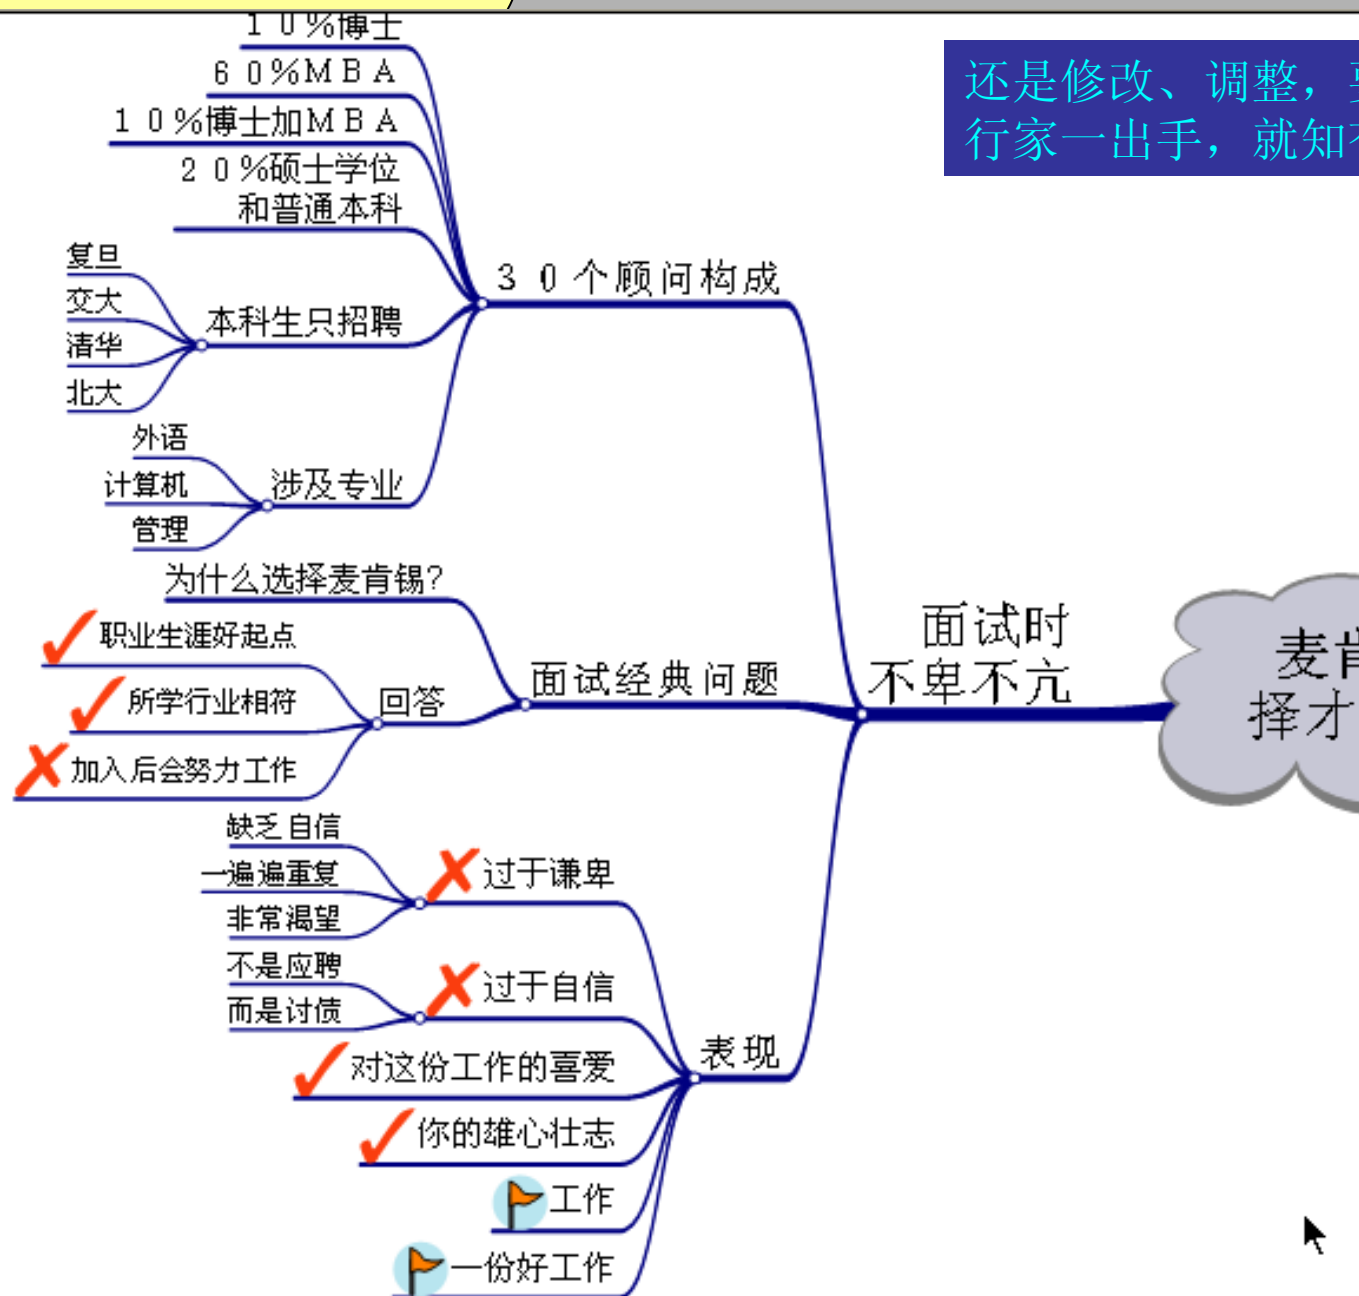 10%博士
60%MBA
10%博士加MBA
20%硕士学位
和普通本科
30个顾问构成
复旦
交大
清华
北大
本科生只招聘
外语
计算机
管理
涉及专业
为什么选择麦肯锡?
职业生涯好起点
所学行业相符
加入后会努力工作
回答
面试经典问题
面试时
不卑不亢
缺乏自信
一遍遍重复
非常渴望
过于谦卑
不是应聘
而是讨债
过于自信
对这份工作的喜爱
你的雄心壮志
工作
一份好工作
表现
还是修改、调整，
行家一出手，就知
麦肯
择才